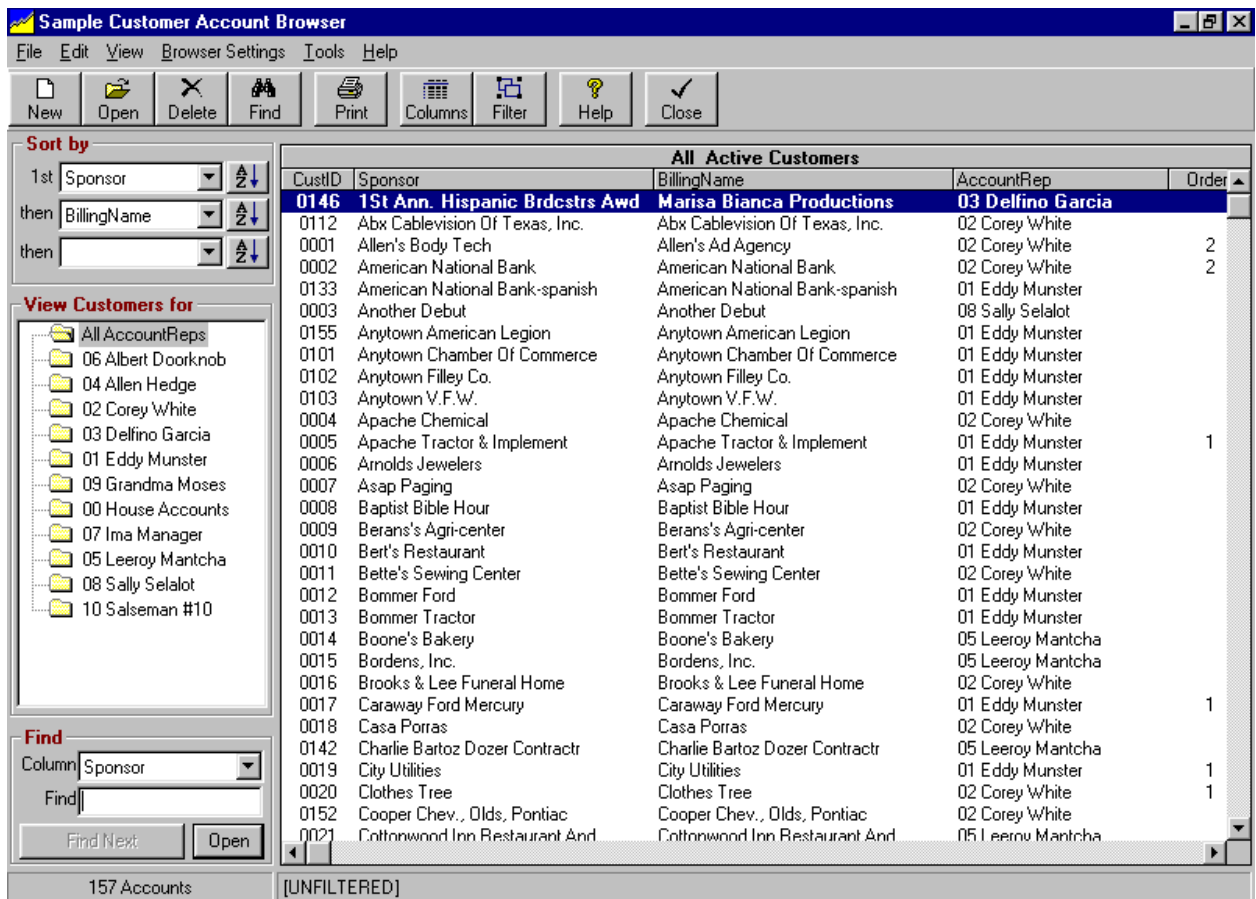 Sample Customer Account Browser
File Edit View Browser Settings Tools Help
New Open Delete Find Print Columns Filter Help Close
Sort by
1st Sponsor
then BillingName
then
View Customers for
All AccountReps
06 Albert Doorknob
04 Allen Hedge
02 Corey White
03 Delfino Garcia
01 Eddy Munster
09 Grandma Moses
00 House Accounts
07 Ima Manager
05 Leeroy Mantcha
08 Sally Selalot
10 Salseman #10
Find
Column Sponsor
Find
Find Next Open
All Active Customers
CustID Sponsor BillingName AccountRep Order
0146 1St Ann. Hispanic Brdcstrs Awd Marisa Bianca Productions 03 Delfino Garcia
0112 Abx Cablevision Of Texas, Inc. Abx Cablevision Of Texas, Inc. 02 Corey White
0001 Allen's Body Tech Allen's Ad Agency 02 Corey White 2
0002 American National Bank American National Bank 02 Corey White 2
0133 American National Bank-spanish American National Bank-spanish 01 Eddy Munster
0003 Another Debut Another Debut 08 Sally Selalot
0155 Anytown American Legion Anytown American Legion 01 Eddy Munster
0101 Anytown Chamber Of Commerce Anytown Chamber Of Commerce 01 Eddy Munster
0102 Anytown Filley Co. Anytown Filley Co. 01 Eddy Munster
0103 Anytown V.F.W. Anytown V.F.W. 01 Eddy Munster
0004 Apache Chemical Apache Chemical 02 Corey White
0005 Apache Tractor & Implement Apache Tractor & Implement 01 Eddy Munster 1
0006 Arnolds Jewelers Arnolds Jewelers 01 Eddy Munster
0007 Asap Paging Asap Paging 02 Corey White
0008 Baptist Bible Hour Baptist Bible Hour 01 Eddy Munster
0009 Berans's Agri-center Berans's Agri-center 02 Corey White
0010 Bert's Restaurant Bert's Restaurant 01 Eddy Munster
0011 Bette's Sewing Center Bette's Sewing Center 02 Corey White
0012 Bommer Ford Bommer Ford 01 Eddy Munster
0013 Bommer Tractor Bommer Tractor 01 Eddy Munster
0014 Boone's Bakery Boone's Bakery 05 Leeroy Mantcha
0015 Bordens, Inc. Bordens, Inc. 05 Leeroy Mantcha
0016 Brooks & Lee Funeral Home Brooks & Lee Funeral Home 02 Corey White
0017 Caraway Ford Mercury Caraway Ford Mercury 01 Eddy Munster 1
0018 Casa Porras Casa Porras 02 Corey White
0142 Charlie Bartoz Dozer Contractr Charlie Bartoz Dozer Contractr 05 Leeroy Mantcha
0019 City Utilities City Utilities 01 Eddy Munster 1
0020 Clothes Tree Clothes Tree 02 Corey White 1
0152 Cooper Chev., Olds, Pontiac Cooper Chev., Olds, Pontiac 02 Corey White
0021 Cottonwood Inn Restaurant And Cottonwood Inn Restaurant And 05 Leeroy Mantcha
157 Accounts [UNFILTERED]